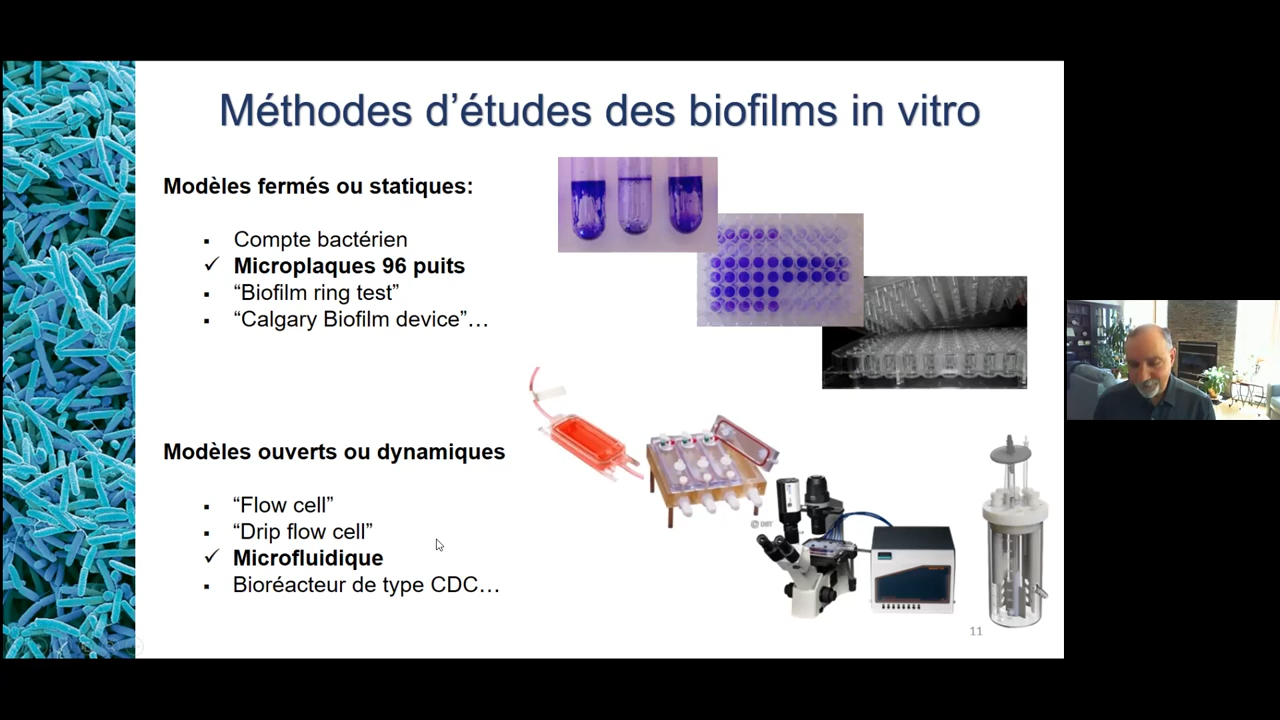 Méthodes d’études des biofilms in vitro
Modèles fermés ou statiques:
▪ Compte bactérien
✓ Microplaques 96 puits
▪ “Biofilm ring test”
▪ “Calgary Biofilm device”…
Modèles ouverts ou dynamiques
▪ “Flow cell”
▪ “Drip flow cell”
✓ Microfluidique
▪ Bioréacteur de type CDC…
11